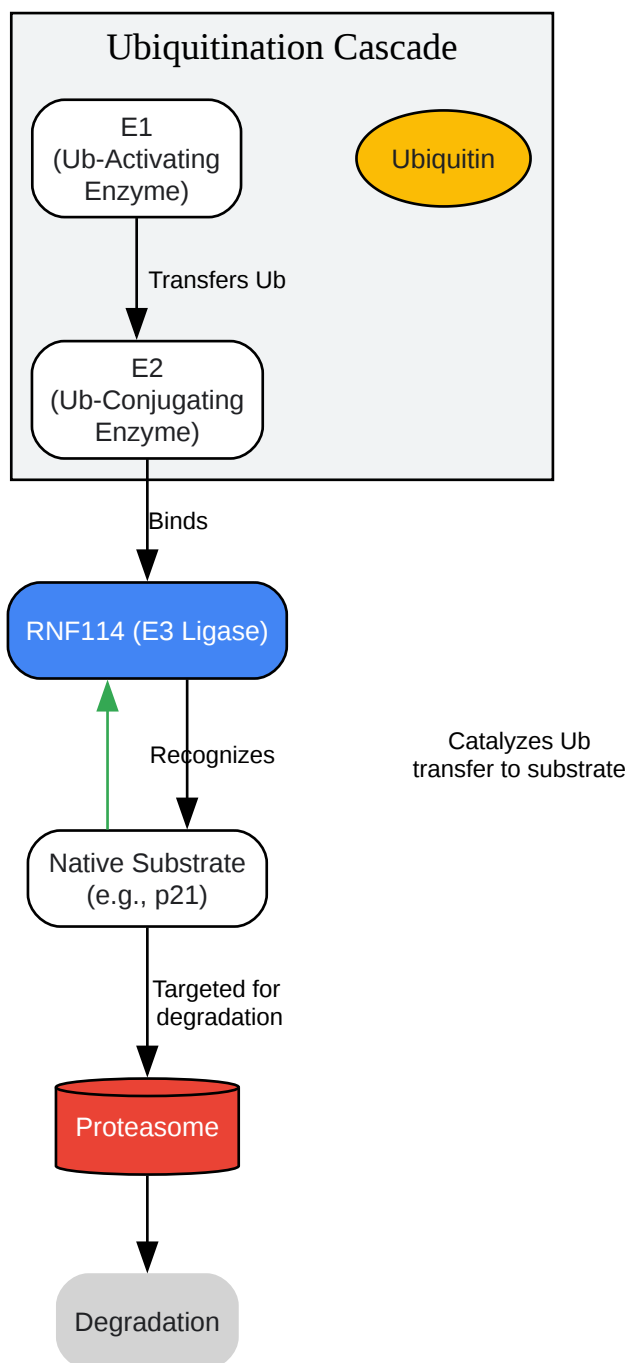 Ubiquitination Cascade
E1
(Ub-Activating
Enzyme)
Ubiquitin
Transfers Ub
E2
(Ub-Conjugating
Enzyme)
Binds
RNF114 (E3 Ligase)
Recognizes
Catalyzes Ub
transfer to substrate
Native Substrate
(e.g., p21)
Targeted for
degradation
Proteasome
Degradation